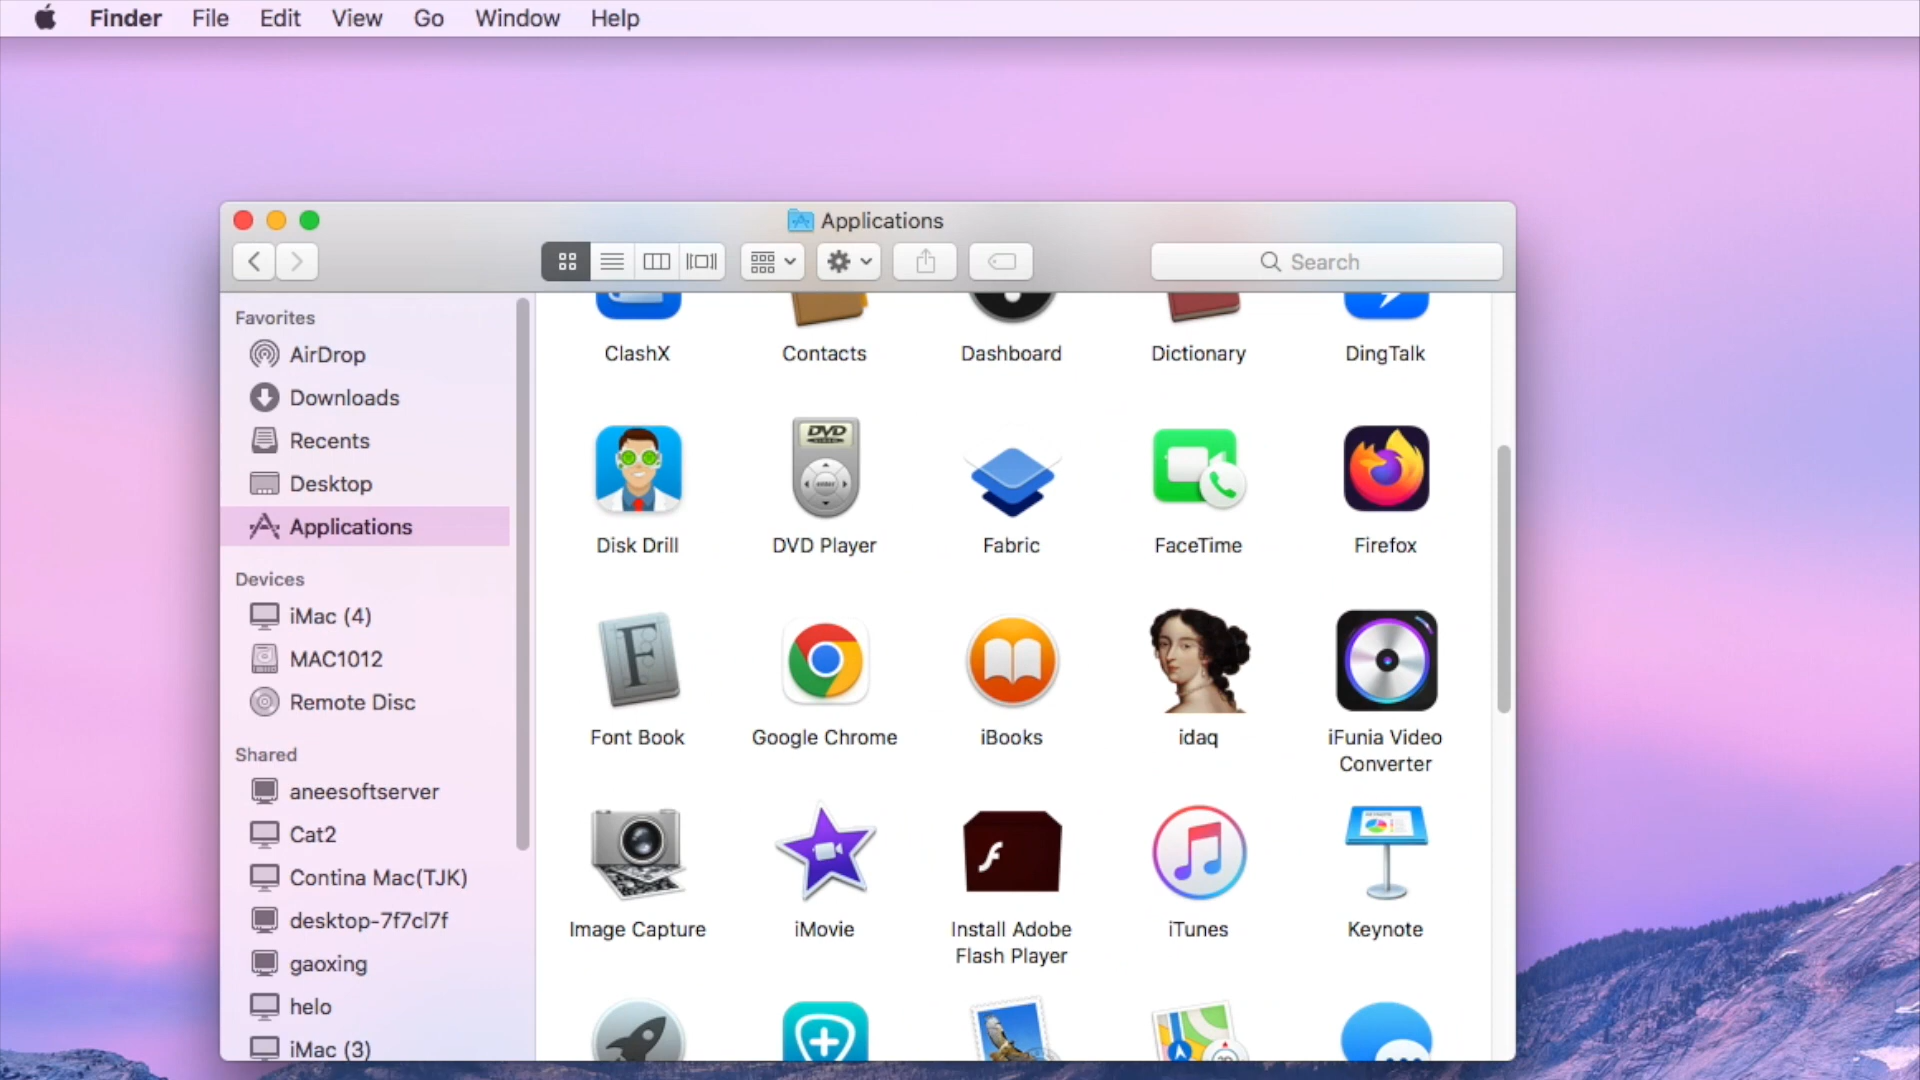 Finder File Edit View Go Window Help
Applications
Search
Favorites
AirDrop
Downloads
Recents
Desktop
Applications
Devices
iMac (4)
MAC1012
Remote Disc
Shared
aneesoftserver
Cat2
Contina Mac(TJK)
desktop-7f7cl7f
gaoxing
helo
iMac (3)
ClashX Contacts Dashboard Dictionary DingTalk
DVD
Disk Drill DVD Player Fabric FaceTime Firefox
F
Font Book Google Chrome iBooks idaq iFunia Video
Converter
Image Capture iMovie Install Adobe iTunes Keynote
Flash Player